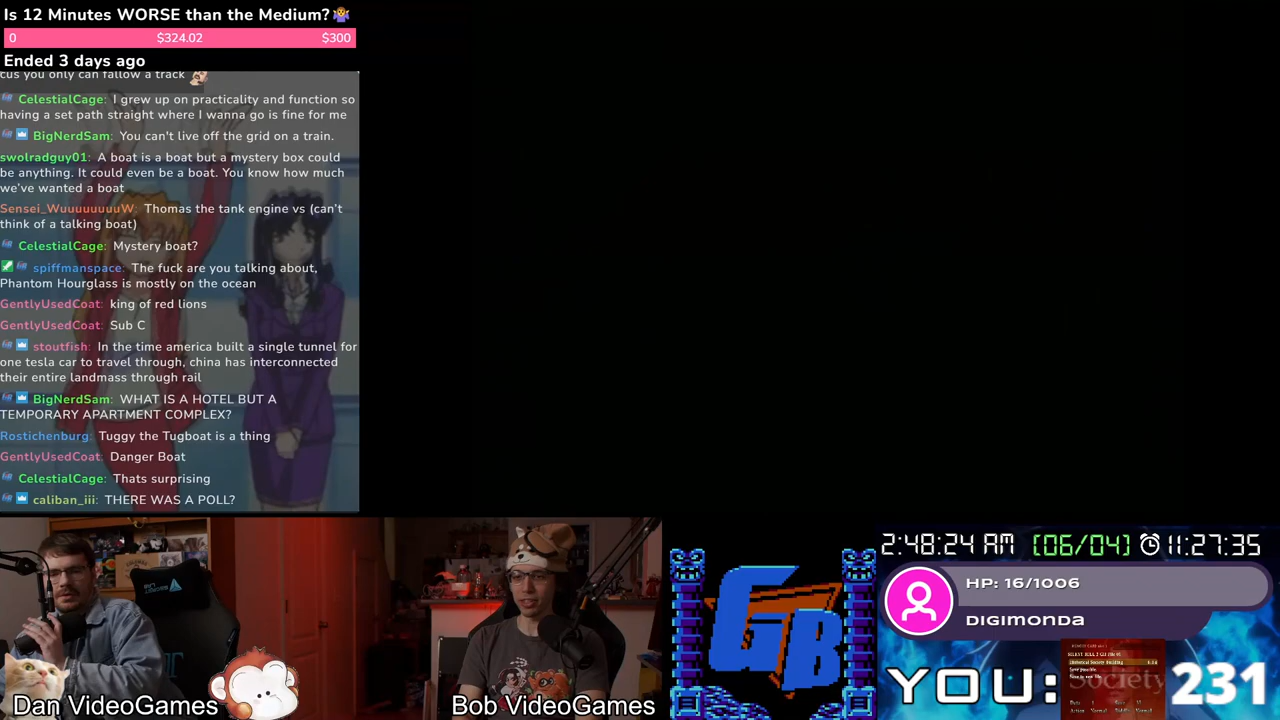 Is 12 Minutes WORSE than the Medium?🤷
0 $324.02 $300
Ended 3 days ago
cus you only can fallow a track
CelestialCage: I grew up on practicality and function so
having a set path straight where I wanna go is fine for me
BigNerdSam: You can't live off the grid on a train.
swolradguy01: A boat is a boat but a mystery box could
be anything. It could even be a boat. You know how much
we've wanted a boat
Sensei_WuuuuuuuuW: Thomas the tank engine vs (can't
think of a talking boat)
CelestialCage: Mystery boat?
spiffmanspace: The fuck are you talking about,
Phantom Hourglass is mostly on the ocean
GentlyUsedCoat: king of red lions
GentlyUsedCoat: Sub C
stoutfish: In the time america built a single tunnel for
one tesla car to travel through, china has interconnected
their entire landmass through rail
BigNerdSam: WHAT IS A HOTEL BUT A
TEMPORARY APARTMENT COMPLEX?
Rostichenburg: Tuggy the Tugboat is a thing
GentlyUsedCoat: Danger Boat
CelestialCage: Thats surprising
caliban_iii: THERE WAS A POLL?
Dan VideoGames
Bob VideoGames
GB
2:48:24 AM [06/04] 11:27:35
HP: 16/1006
DIGIMONDA
YOU: 231
Society